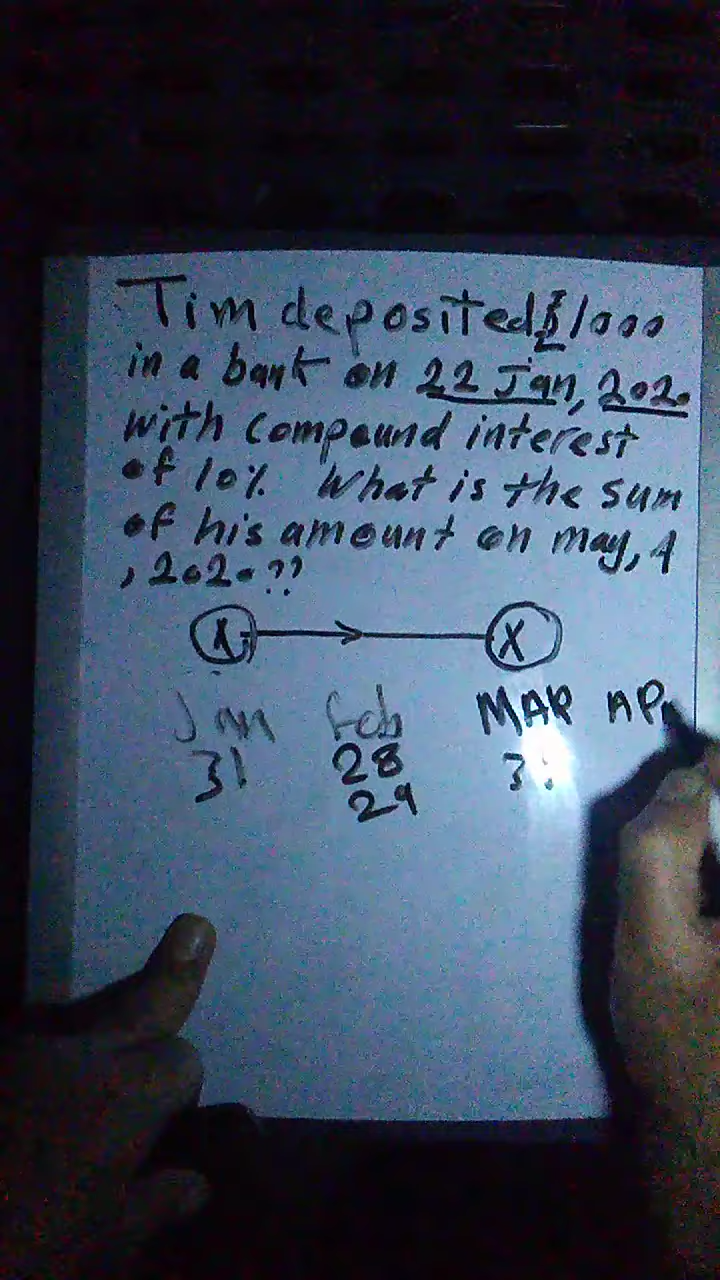 Tim deposited $1000
in a bank on 22 Jan, 2020
with compound interest
of 10% What is the sum
of his amount on may, 4
, 2020??
X X
Jan Feb MAR AP
31 28 31
29